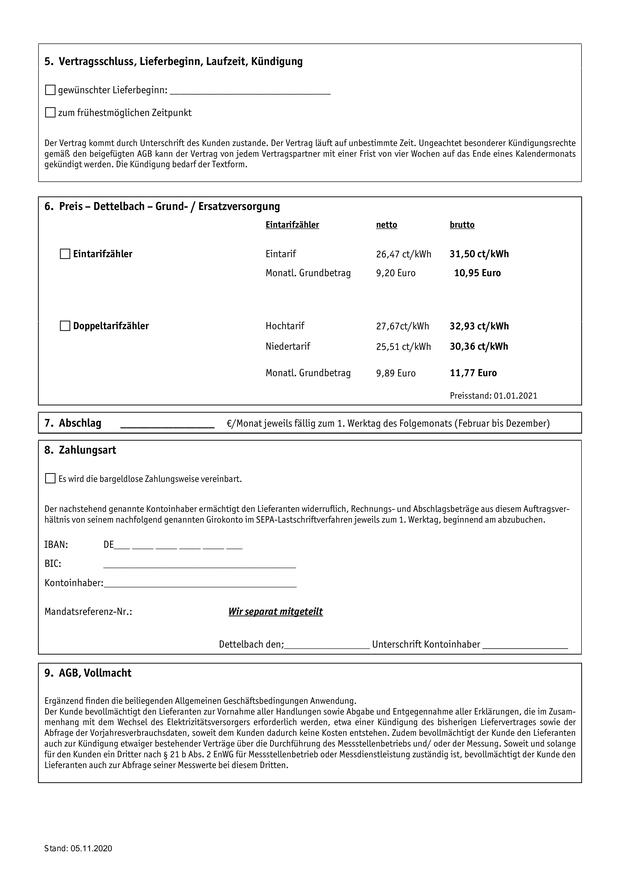 5. Vertragsschluss, Lieferbeginn, Laufzeit, Kündigung
gewünschter Lieferbeginn: ________________________________
zum frühestmöglichen Zeitpunkt
Der Vertrag kommt durch Unterschrift des Kunden zustande. Der Vertrag läuft auf unbestimmte Zeit. Ungeachtet besonderer Kündigungsrechte
gemäß den beigefügten AGB kann der Vertrag von jedem Vertragspartner mit einer Frist von vier Wochen auf das Ende eines Kalendermonats
gekündigt werden. Die Kündigung bedarf der Textform.
6. Preis – Dettelbach – Grund- / Ersatzversorgung
Eintarifzähler netto brutto
Eintarifzähler Eintarif 26,47 ct/kWh 31,50 ct/kWh
Monatl. Grundbetrag 9,20 Euro 10,95 Euro
Doppeltarifzähler Hochtarif 27,67ct/kWh 32,93 ct/kWh
Niedertarif 25,51 ct/kWh 30,36 ct/kWh
Monatl. Grundbetrag 9,89 Euro 11,77 Euro
Preisstand: 01.01.2021
7. Abschlag ________________ €/Monat jeweils fällig zum 1. Werktag des Folgemonats (Februar bis Dezember)
8. Zahlungsart
Es wird die bargeldlose Zahlungsweise vereinbart.
Der nachstehend genannte Kontoinhaber ermächtigt den Lieferanten widerruflich, Rechnungs- und Abschlagsbeträge aus diesem Auftragsver-
hältnis von seinem nachfolgend genannten Girokonto im SEPA-Lastschriftverfahren jeweils zum 1. Werktag, beginnend am abzubuchen.
IBAN: DE___ ____ ____ ____ ____ ___
BIC: ______________________________________
Kontoinhaber:______________________________________
Mandatsreferenz-Nr.: Wir separat mitgeteilt
Dettelbach den;_________________ Unterschrift Kontoinhaber _________________
9. AGB, Vollmacht
Ergänzend finden die beiliegenden Allgemeinen Geschäftsbedingungen Anwendung.
Der Kunde bevollmächtigt den Lieferanten zur Vornahme aller Handlungen sowie Abgabe und Entgegennahme aller Erklärungen, die im Zusam-
menhang mit dem Wechsel des Elektrizitätsversorgers erforderlich werden, etwa einer Kündigung des bisherigen Liefervertrages sowie der
Abfrage der Vorjahresverbrauchsdaten, soweit dem Kunden dadurch keine Kosten entstehen. Zudem bevollmächtigt der Kunde den Lieferanten
auch zur Kündigung etwaiger bestehender Verträge über die Durchführung des Messstellenbetriebs und/ oder der Messung. Soweit und solange
für den Kunden ein Dritter nach § 21 b Abs. 2 EnWG für Messstellenbetrieb oder Messdienstleistung zuständig ist, bevollmächtigt der Kunde den
Lieferanten auch zur Abfrage seiner Messwerte bei diesem Dritten.
Stand: 05.11.2020